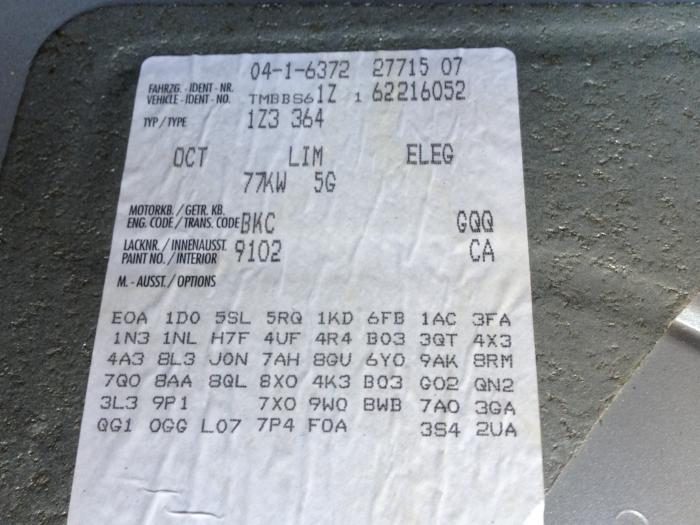 04-1-6372 27715 07
FAHRZG. - IDENT - NR.
VEHICLE - IDENT - NO. TMBBS61Z 1 62216052
TYP / TYPE 1Z3 364
OCT LIM ELEG
77KW 5G
MOTORKB. / GETR. KB.
ENG. CODE / TRANS. CODE BKC GQQ
LACKNR. / INNENAUSST.
PAINT NO. / INTERIOR 9102 CA
M. - AUSST. / OPTIONS
E0A 1D0 5SL 5RQ 1KD 6FB 1AC 3FA
1N3 1NL H7F 4UF 4R4 B03 3QT 4X3
4A3 8L3 J0N 7AH 8GU 6Y0 9AK 8RM
7Q0 8AA 8QL 8X0 4K3 B03 G02 QN2
3L3 9P1 7X0 9W0 8WB 7A0 3GA
QG1 0GG L07 7P4 F0A 3S4 2UA